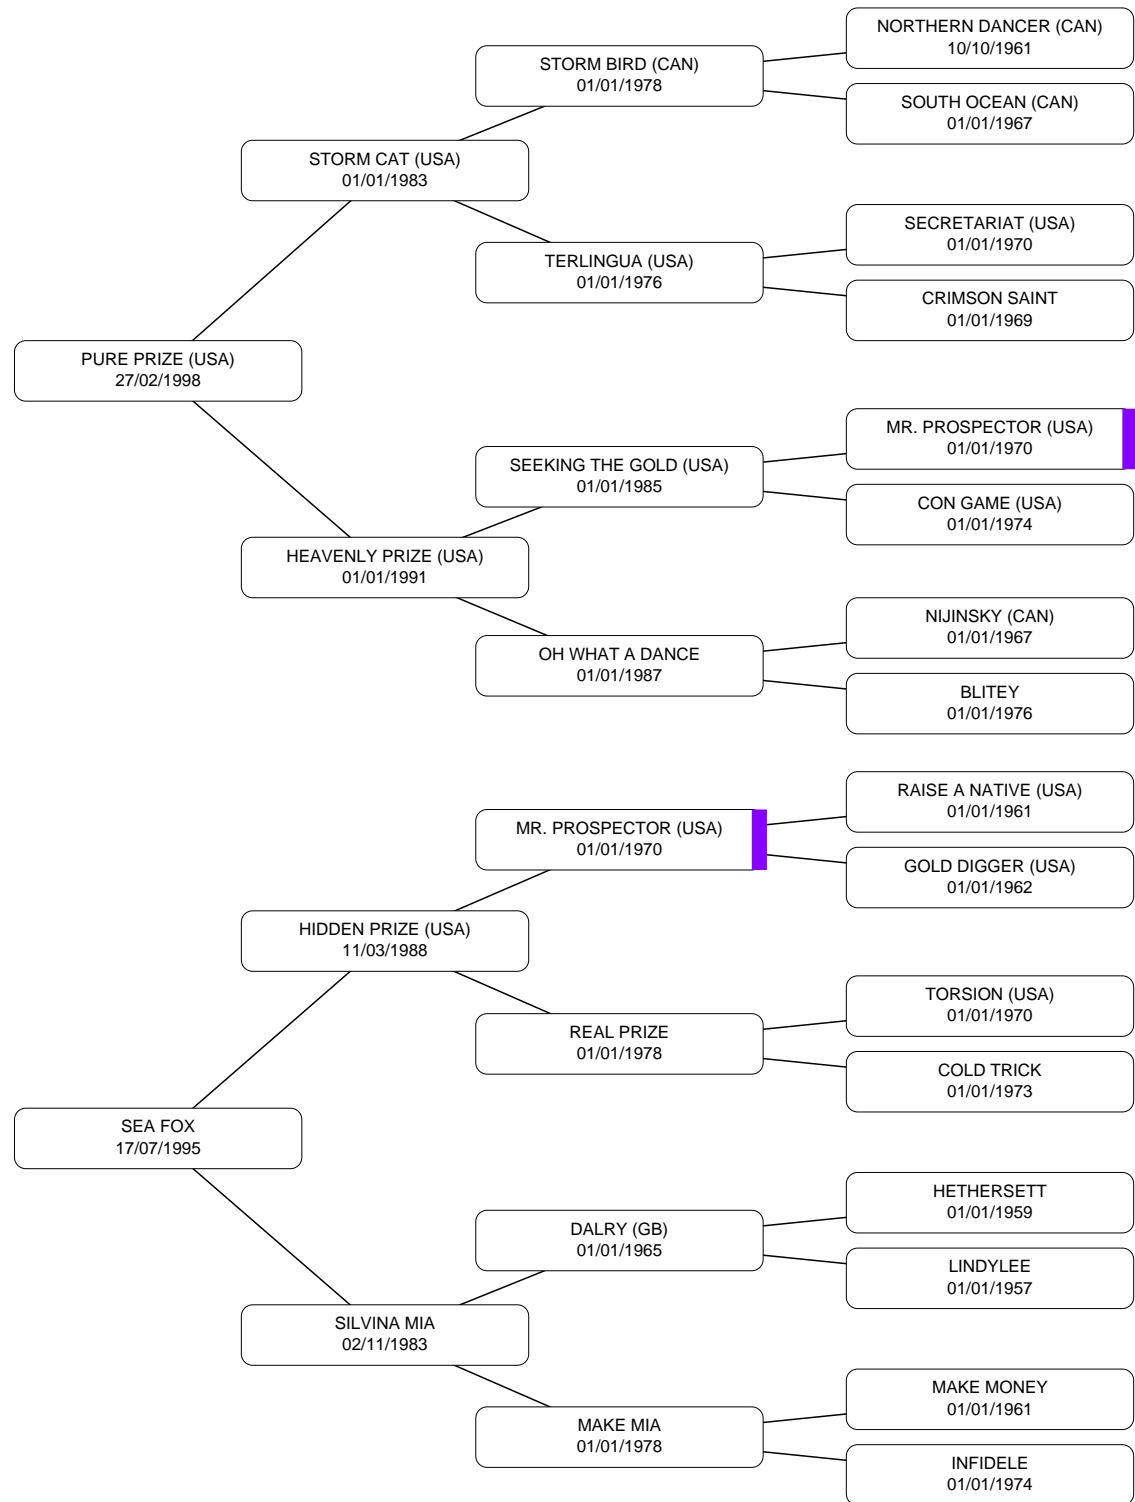 NORTHERN DANCER (CAN)
10/10/1961
STORM BIRD (CAN)
01/01/1978
SOUTH OCEAN (CAN)
01/01/1967
STORM CAT (USA)
01/01/1983
SECRETARIAT (USA)
01/01/1970
TERLINGUA (USA)
01/01/1976
CRIMSON SAINT
01/01/1969
PURE PRIZE (USA)
27/02/1998
MR. PROSPECTOR (USA)
01/01/1970
SEEKING THE GOLD (USA)
01/01/1985
CON GAME (USA)
01/01/1974
HEAVENLY PRIZE (USA)
01/01/1991
NIJINSKY (CAN)
01/01/1967
OH WHAT A DANCE
01/01/1987
BLITEY
01/01/1976
RAISE A NATIVE (USA)
01/01/1961
MR. PROSPECTOR (USA)
01/01/1970
GOLD DIGGER (USA)
01/01/1962
HIDDEN PRIZE (USA)
11/03/1988
TORSION (USA)
01/01/1970
REAL PRIZE
01/01/1978
COLD TRICK
01/01/1973
SEA FOX
17/07/1995
HETHERSETT
01/01/1959
DALRY (GB)
01/01/1965
LINDYLEE
01/01/1957
SILVINA MIA
02/11/1983
MAKE MONEY
01/01/1961
MAKE MIA
01/01/1978
INFIDELE
01/01/1974